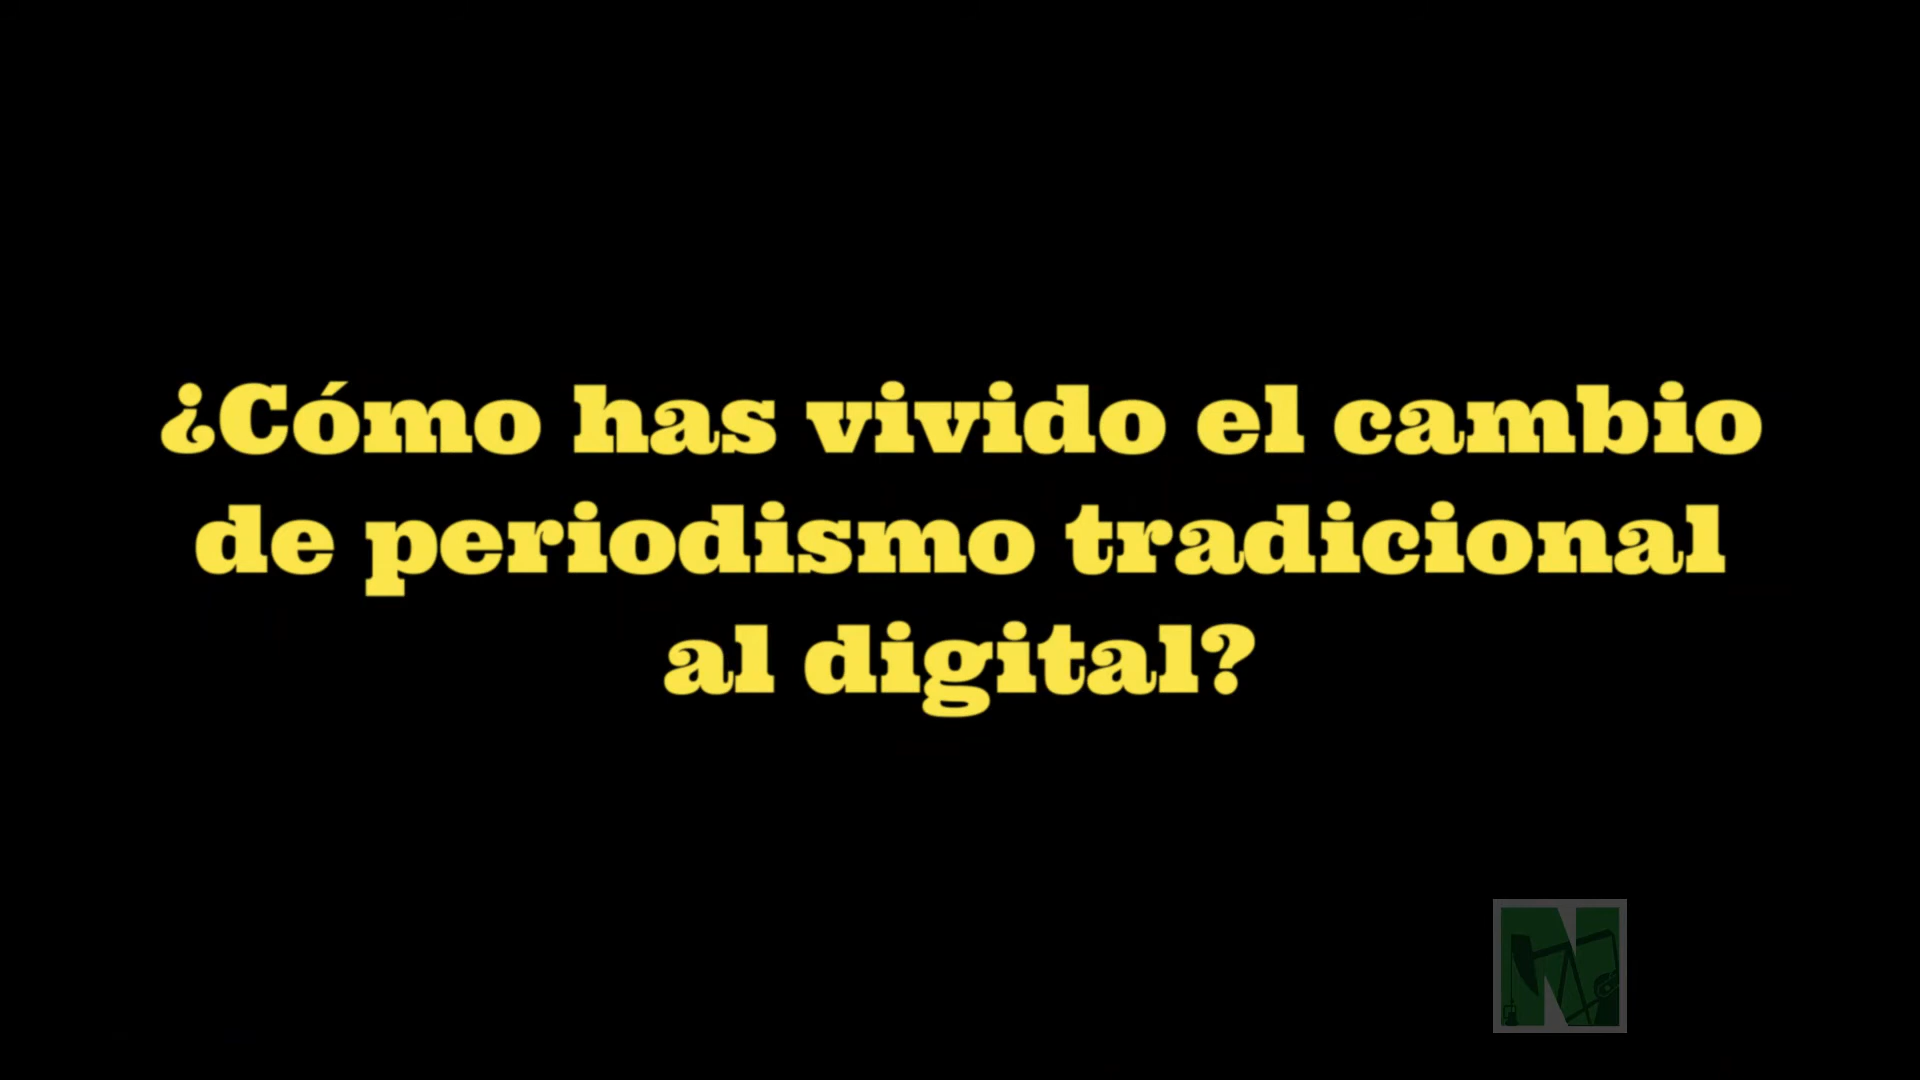 ¿Cómo has vivido el cambio
de periodismo tradicional
al digital?
N